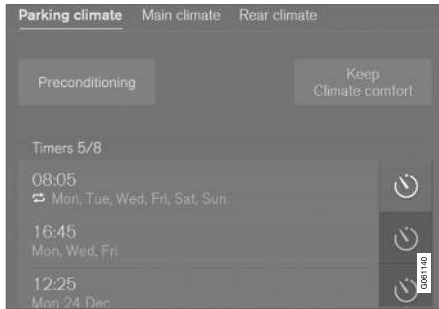 Parking climate Main climate Rear climate
Preconditioning
Keep
Climate comfort
Timers 5/8
08:05
Mon, Tue, Wed, Fri, Sat, Sun
16:45
Mon, Wed, Fri
12:25
Mon 24 Dec
G061140